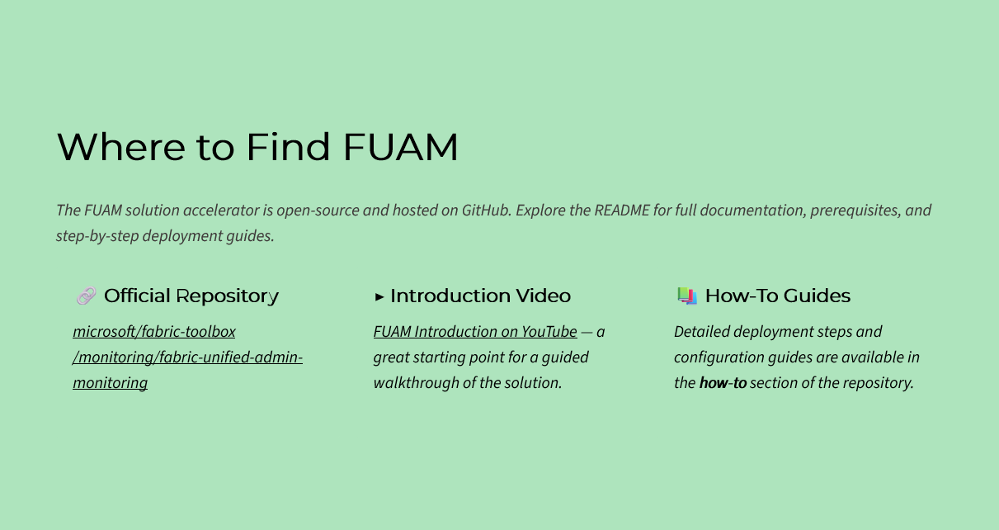 Where to Find FUAM
The FUAM solution accelerator is open-source and hosted on GitHub. Explore the README for full documentation, prerequisites, and
step-by-step deployment guides.
🔗 Official Repository
microsoft/fabric-toolbox
/monitoring/fabric-unified-admin-
monitoring
▶ Introduction Video
FUAM Introduction on YouTube — a
great starting point for a guided
walkthrough of the solution.
📚 How-To Guides
Detailed deployment steps and
configuration guides are available in
the how-to section of the repository.